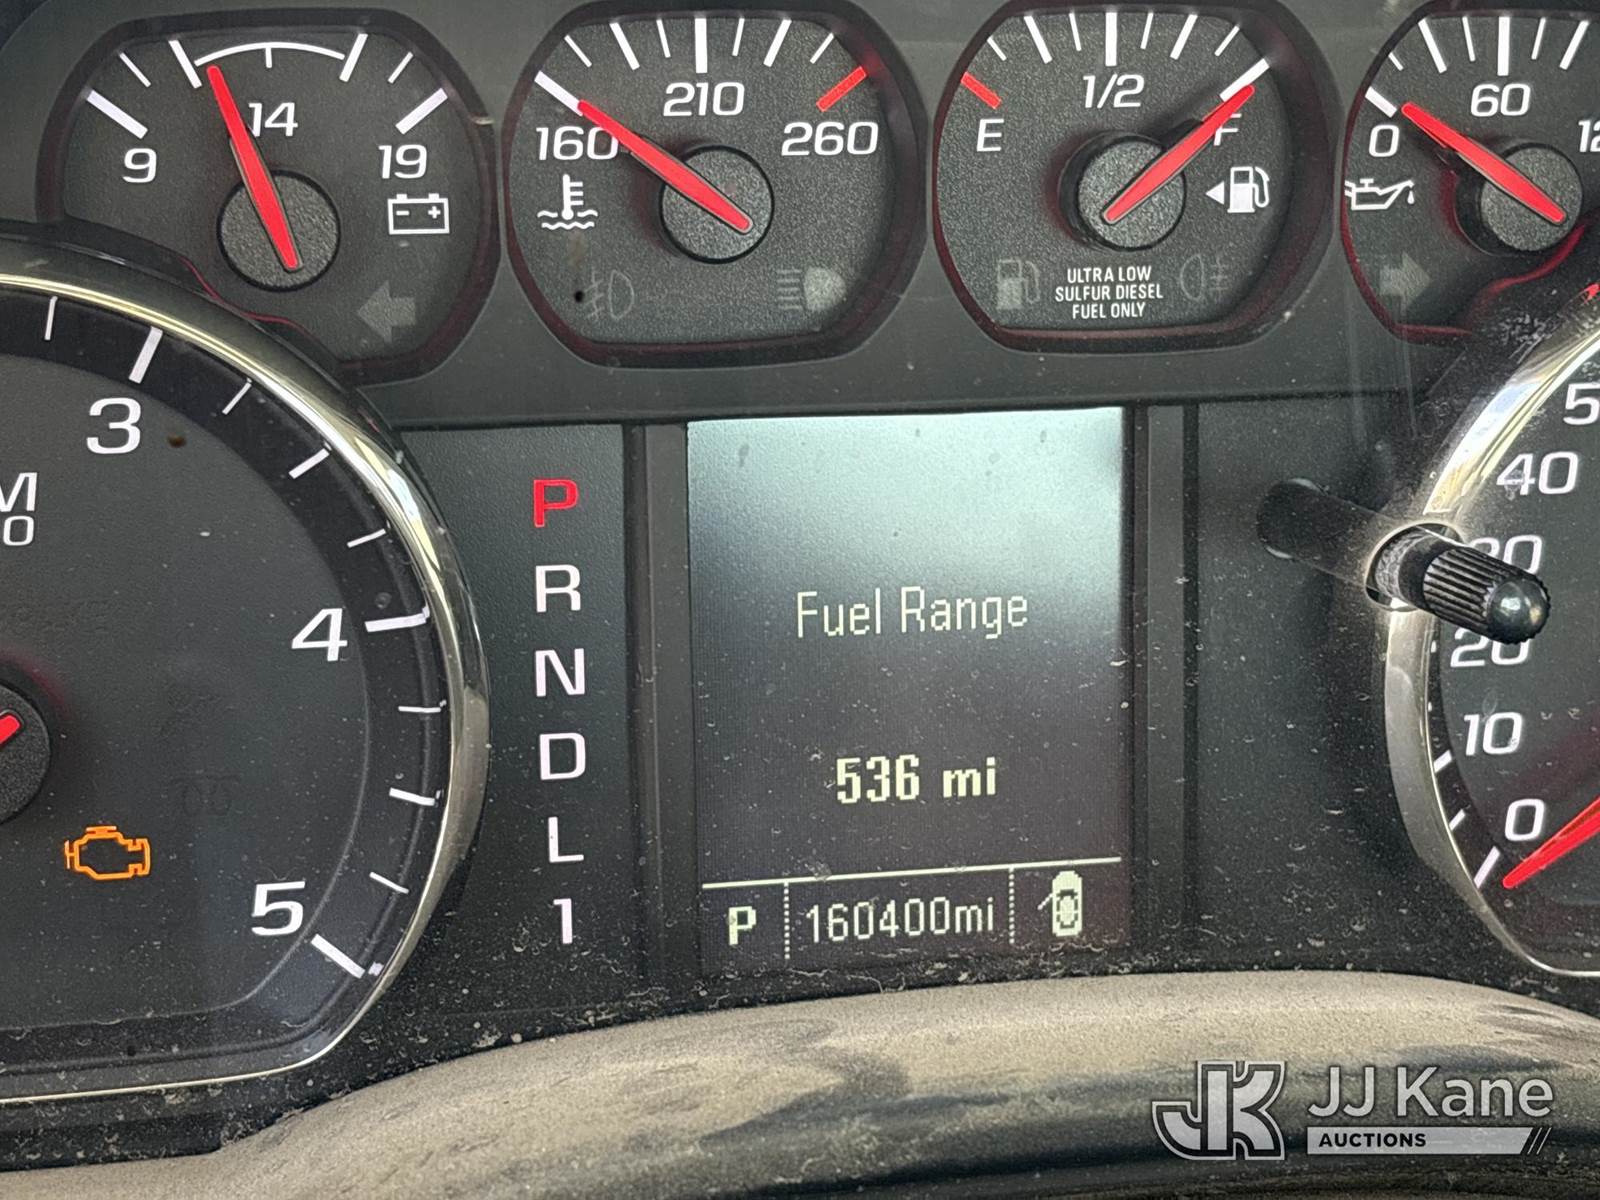 9 14 19
160 210 260
E 1/2 F
ULTRA LOW
SULFUR DIESEL
FUEL ONLY
0 60
3
4
5
P
R
N
D
L
1
Fuel Range
536 mi
P 160400mi
5
40
20
10
0
JJ Kane
AUCTIONS